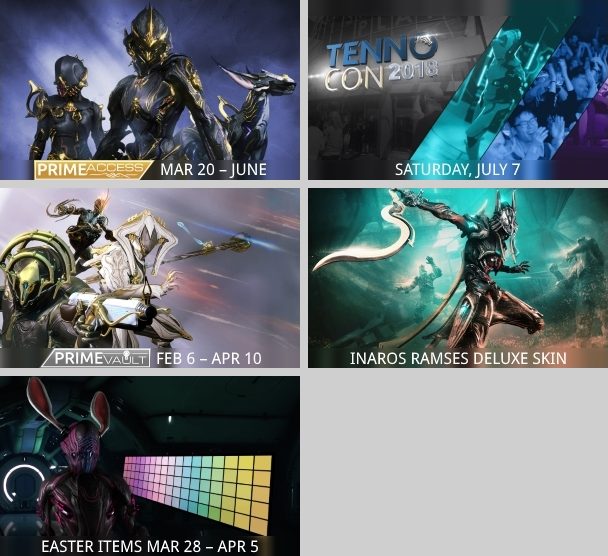 PRIMEACCESS MAR 20 – JUNE
TENNO
CON 2018
SATURDAY, JULY 7
PRIMEVAULT FEB 6 – APR 10
INAROS RAMSES DELUXE SKIN
EASTER ITEMS MAR 28 – APR 5